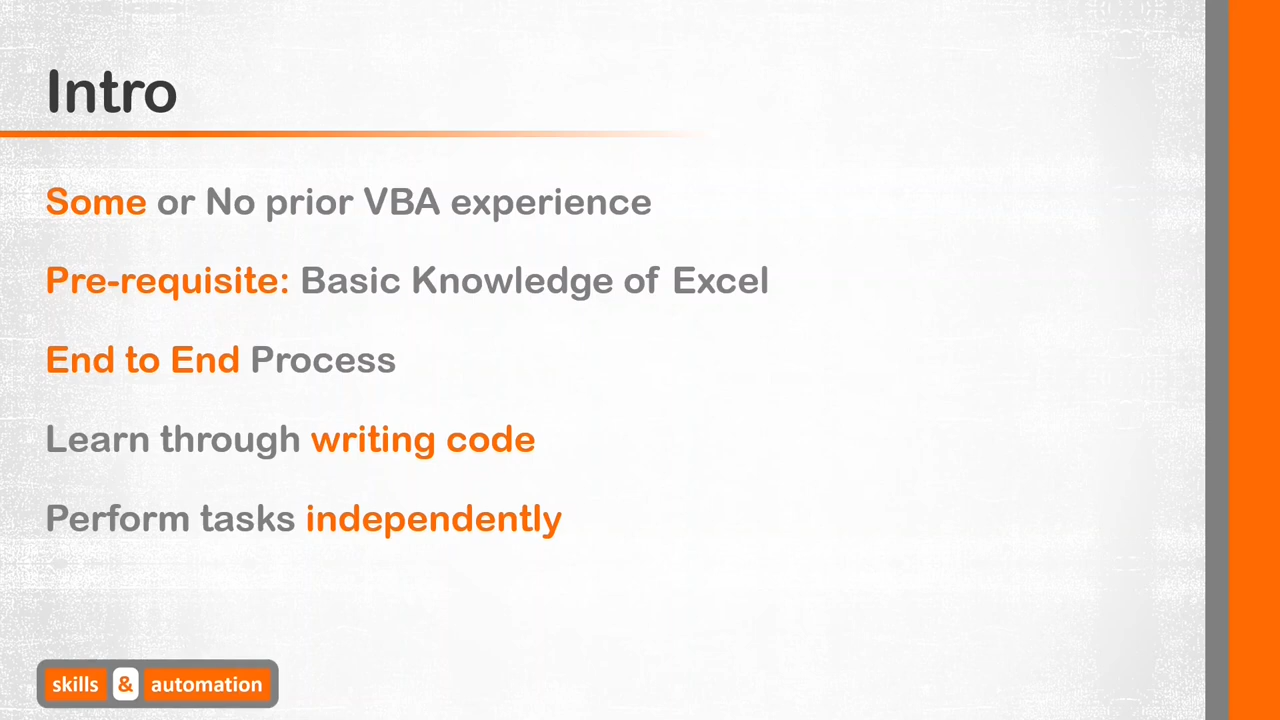 Intro
Some or No prior VBA experience
Pre-requisite: Basic Knowledge of Excel
End to End Process
Learn through writing code
Perform tasks independently
skills & automation